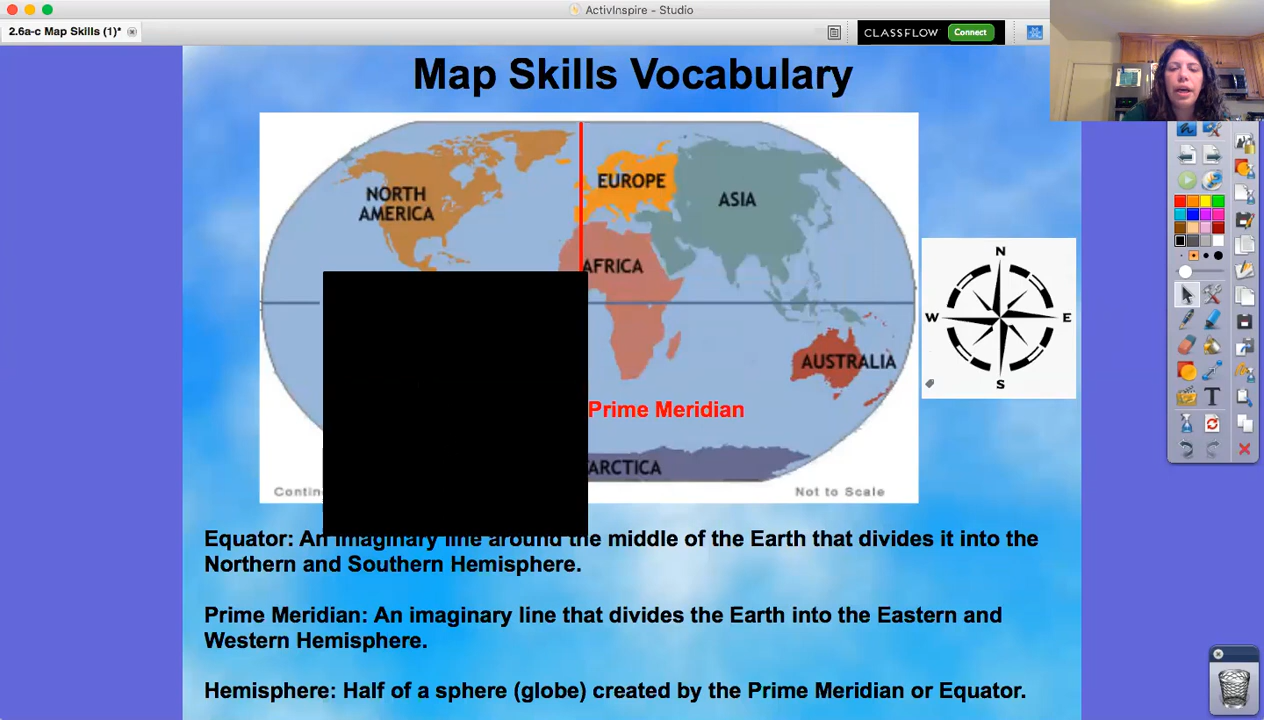 ActivInspire - Studio
2.6a-c Map Skills (1)*
CLASSFLOW Connect
Map Skills Vocabulary
NORTH
AMERICA
EUROPE
ASIA
AFRICA
N
W E
S
AUSTRALIA
Prime Meridian
ARCTICA
Not to Scale
Equator: An imaginary line around the middle of the Earth that divides it into the
Northern and Southern Hemisphere.
Prime Meridian: An imaginary line that divides the Earth into the Eastern and
Western Hemisphere.
Hemisphere: Half of a sphere (globe) created by the Prime Meridian or Equator.